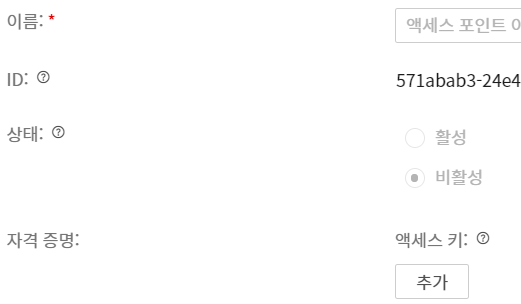 이름: *
액세스 포인트 이
ID:
571abab3-24e4
상태:
활성
비활성
자격 증명:
액세스 키:
추가